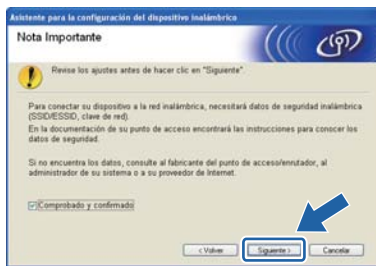 Asistente para la configuración del dispositivo inalámbrico
Nota Importante
Revise los ajustes antes de hacer clic en "Siguiente".
Para conectar su dispositivo a la red inalámbrica, necesitará datos de seguridad inalámbrica
(SSID/ESSID, clave de red).
En la documentación de su punto de acceso encontrará las instrucciones para conocer los
datos de seguridad.
Si no encuentra los datos, consulte al fabricante del punto de acceso/enrutador, al
administrador de su sistema o a su proveedor de Internet.
Comprobado y confirmado
< Volver
Siguiente >
Cancelar